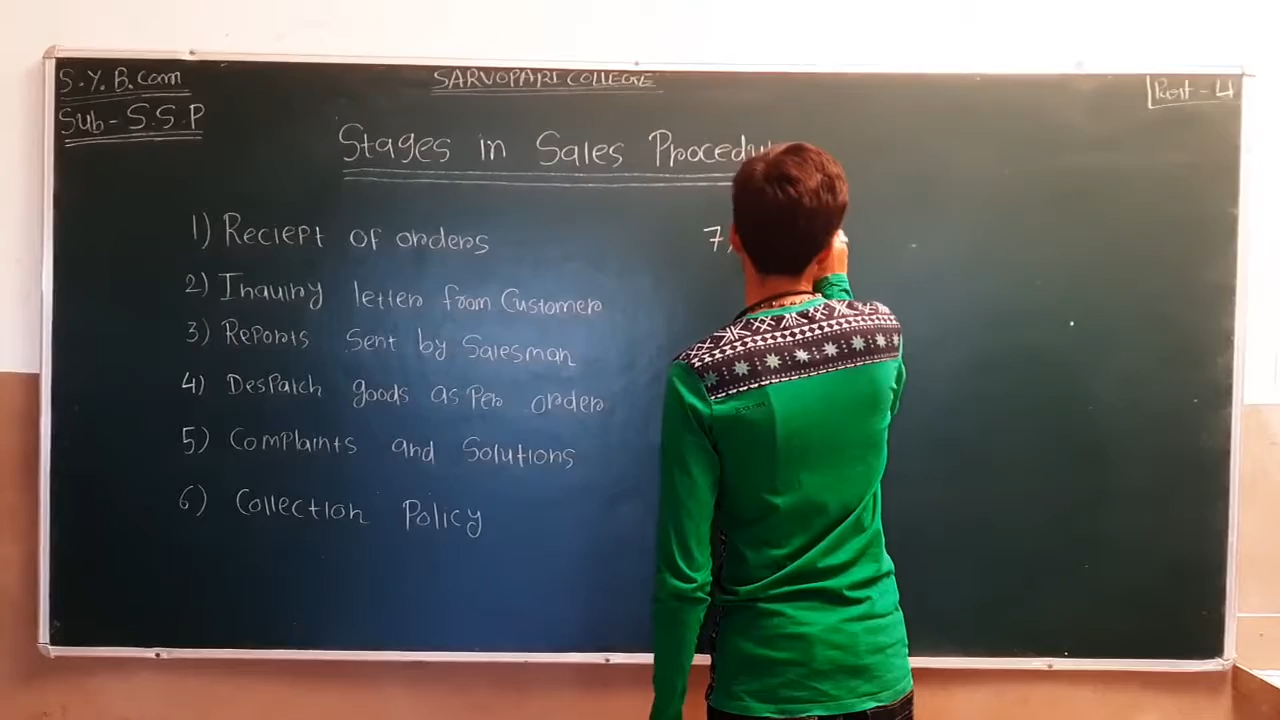 S.Y.B.Com
SARVOPARI COLLEGE
Part - 4
Sub - S.S.P
Stages in Sales Procedu
1) Reciept of orders
2) Inquiry letter from Customer
3) Reports Sent by Salesman
4) Despatch goods as Per order
5) Complaints and Solutions
6) Collection Policy
7)